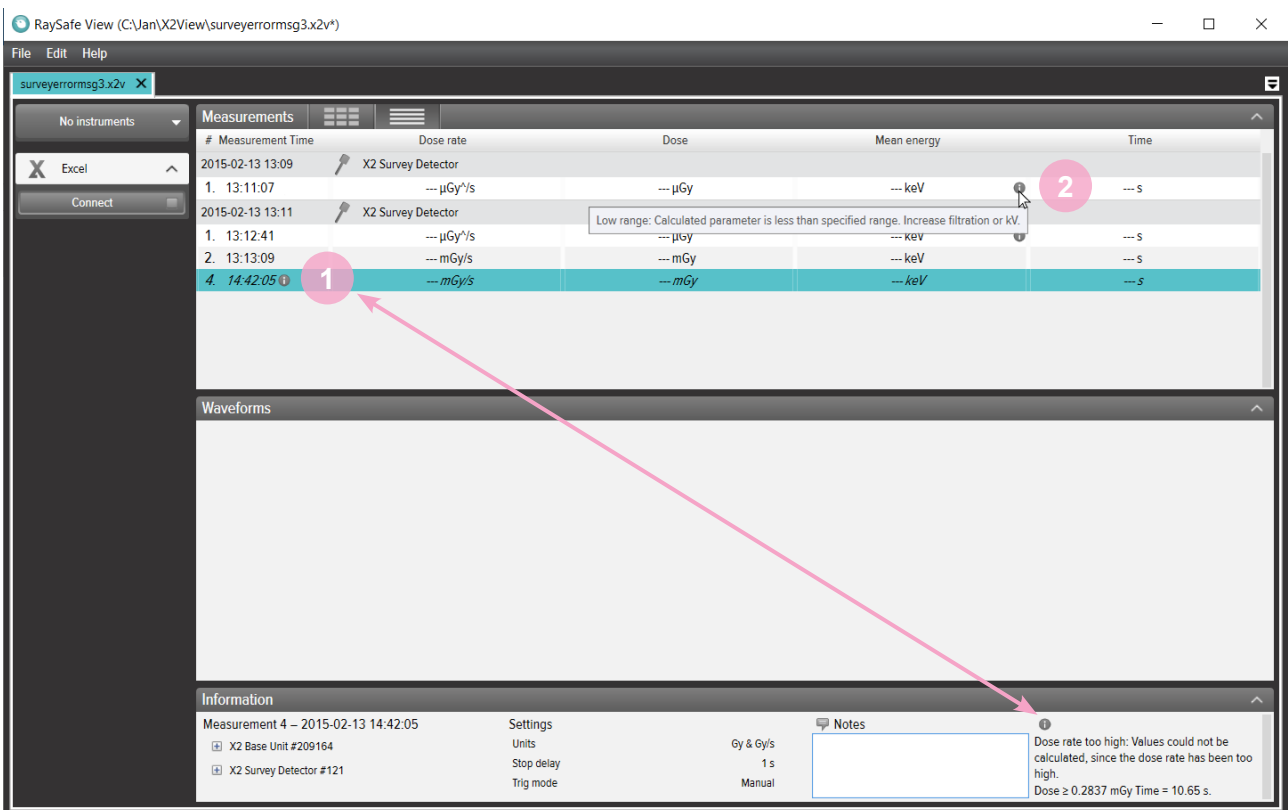 RaySafe View (C:\Jan\X2View\surveyerrormsg3.x2v*)
File Edit Help
surveyerrormsg3.x2v
No instruments
Excel
Connect
Measurements
# Measurement Time Dose rate Dose Mean energy Time
2015-02-13 13:09 X2 Survey Detector
1. 13:11:07 --- µGy^/s --- µGy --- keV 2 --- s
2015-02-13 13:11 X2 Survey Detector
Low range: Calculated parameter is less than specified range. Increase filtration or kV.
1. 13:12:41 --- µGy^/s --- µGy --- keV --- s
2. 13:13:09 --- mGy/s --- mGy --- keV --- s
4. 14:42:05 1 --- mGy/s --- mGy --- keV --- s
Waveforms
Information
Measurement 4 – 2015-02-13 14:42:05
X2 Base Unit #209164
X2 Survey Detector #121
Settings
Units Gy & Gy/s
Stop delay 1 s
Trig mode Manual
Notes
Dose rate too high: Values could not be
calculated, since the dose rate has been too
high.
Dose ≥ 0.2837 mGy Time = 10.65 s.